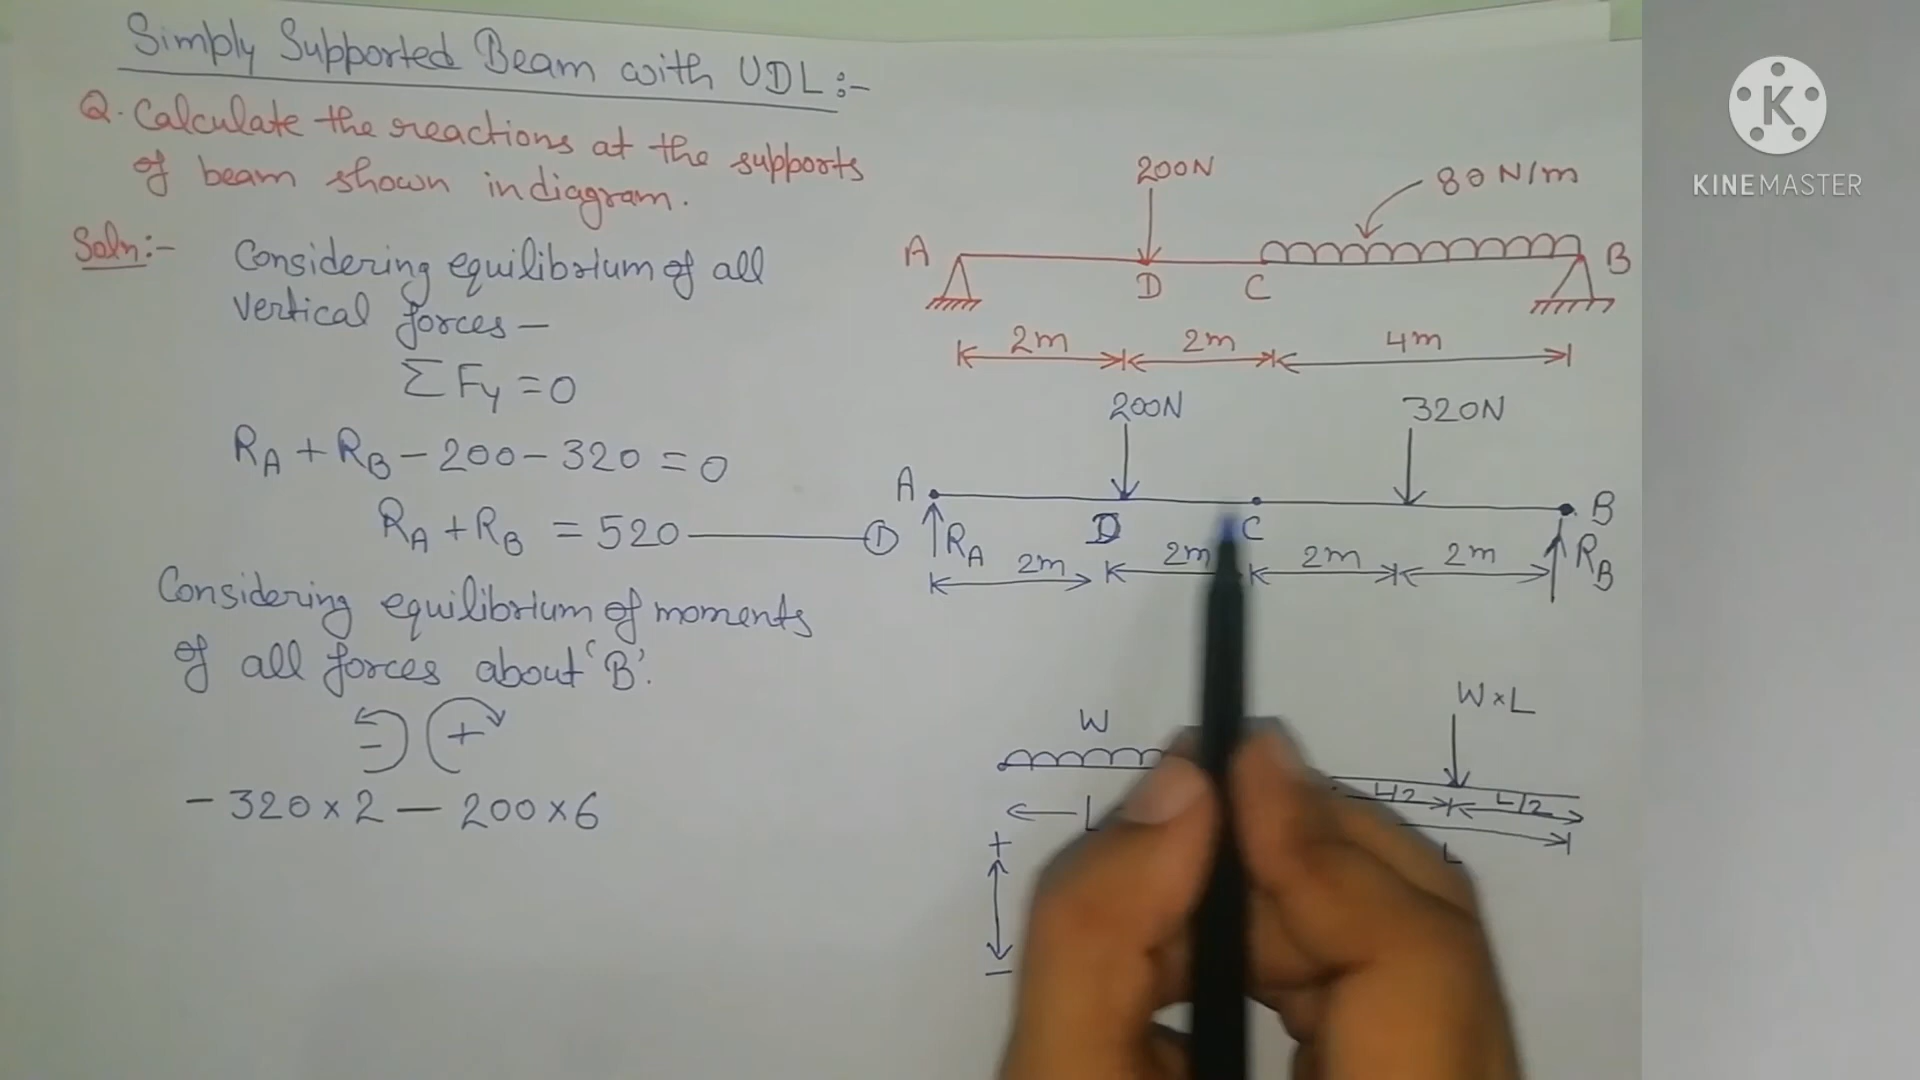 Simply Supported Beam with UDL:-
Q. Calculate the reactions at the supports
of beam shown in diagram.
Soln:-
Considering equilibrium of all
vertical forces—
ΣFy = 0
RA + RB - 200 - 320 = 0
RA + RB = 520 ——— ①
Considering equilibrium of moments
of all forces about 'B'.
- +
- 320 × 2 - 200 × 6
200N
80 N/m
A
D
C
B
2m
2m
4m
200N
320N
A
D
C
B
RA
RB
2m
2m
2m
2m
W
L
W×L
L/2
L/2
L
+
-
K
KINEMASTER